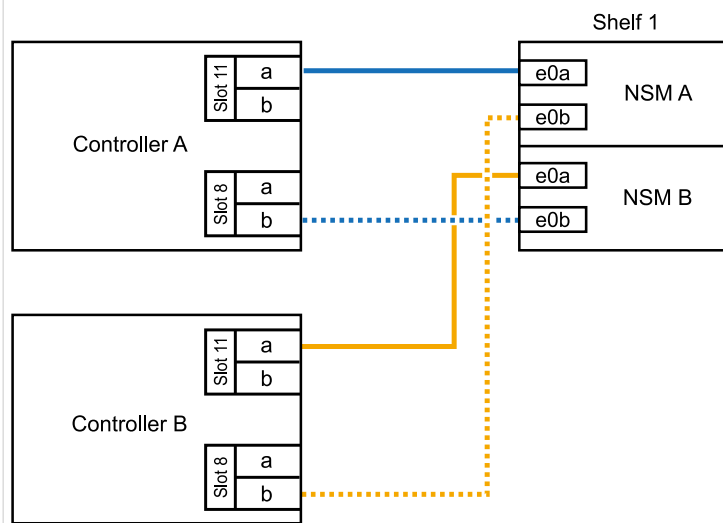 Shelf 1
Controller A
Slot 11
a
b
Slot 8
a
b
e0a
e0b
NSM A
e0a
e0b
NSM B
Controller B
Slot 11
a
b
Slot 8
a
b